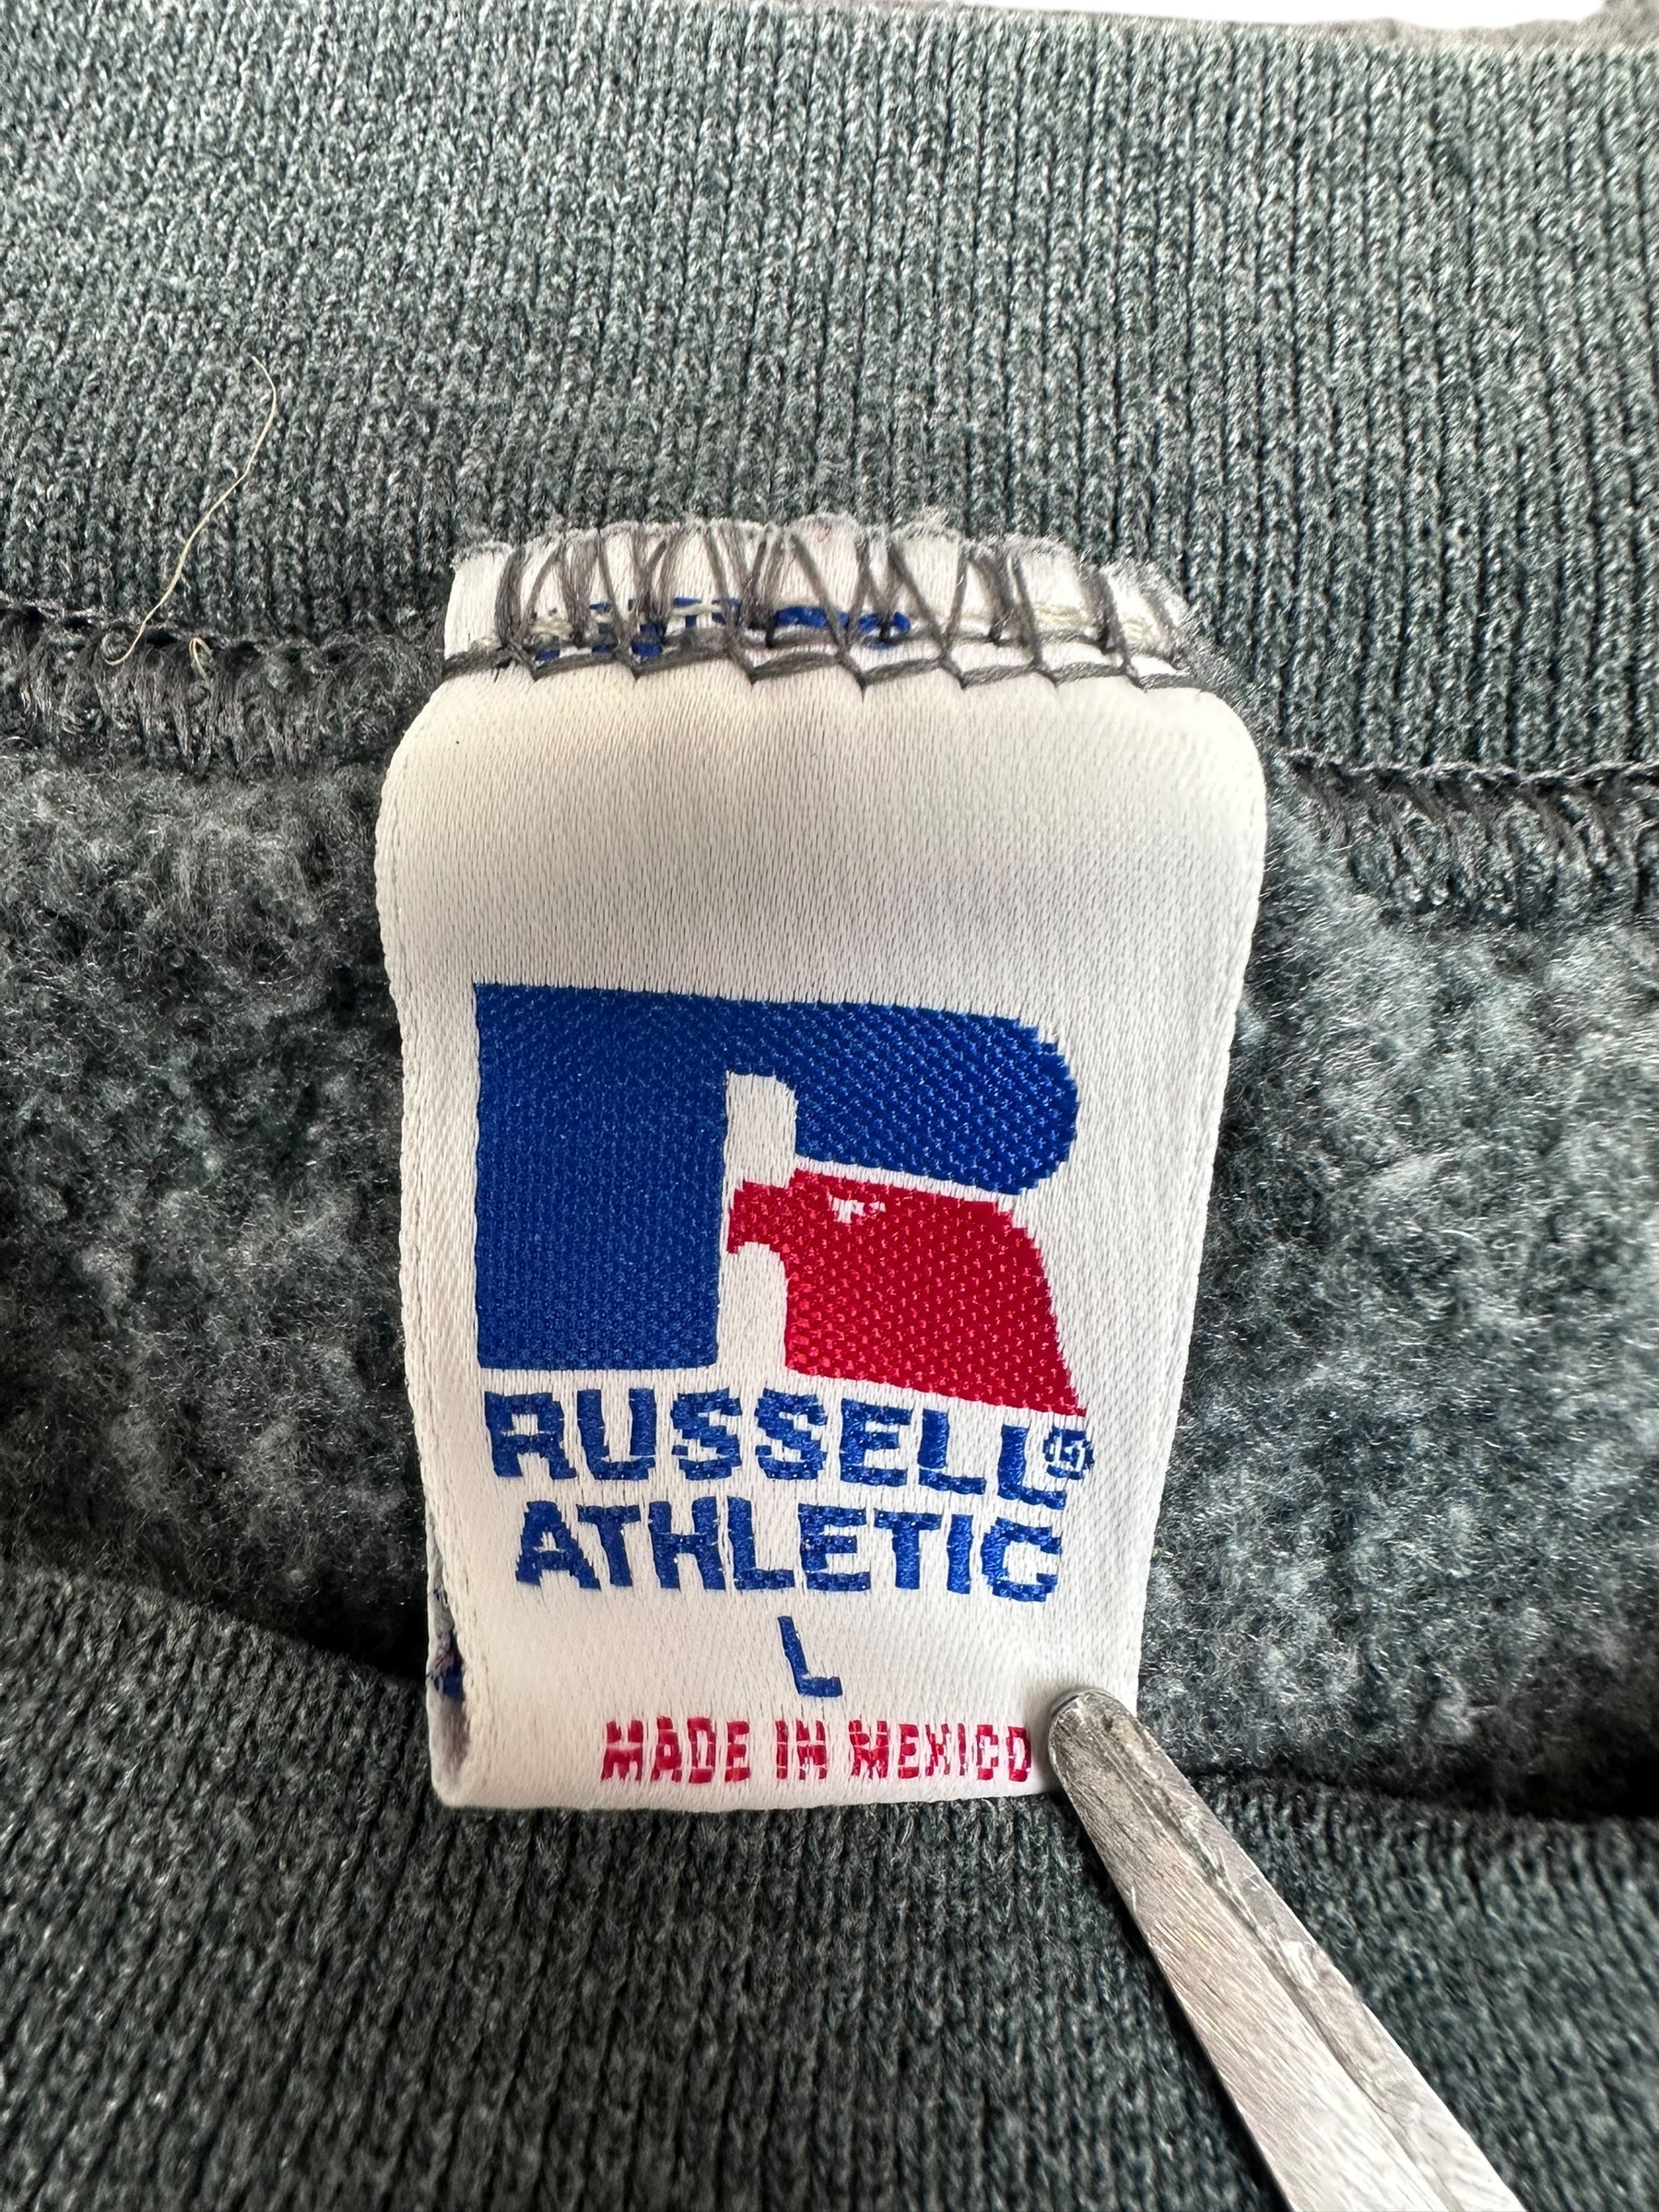 RUSSELL®
ATHLETIC
L
MADE IN MEXICO